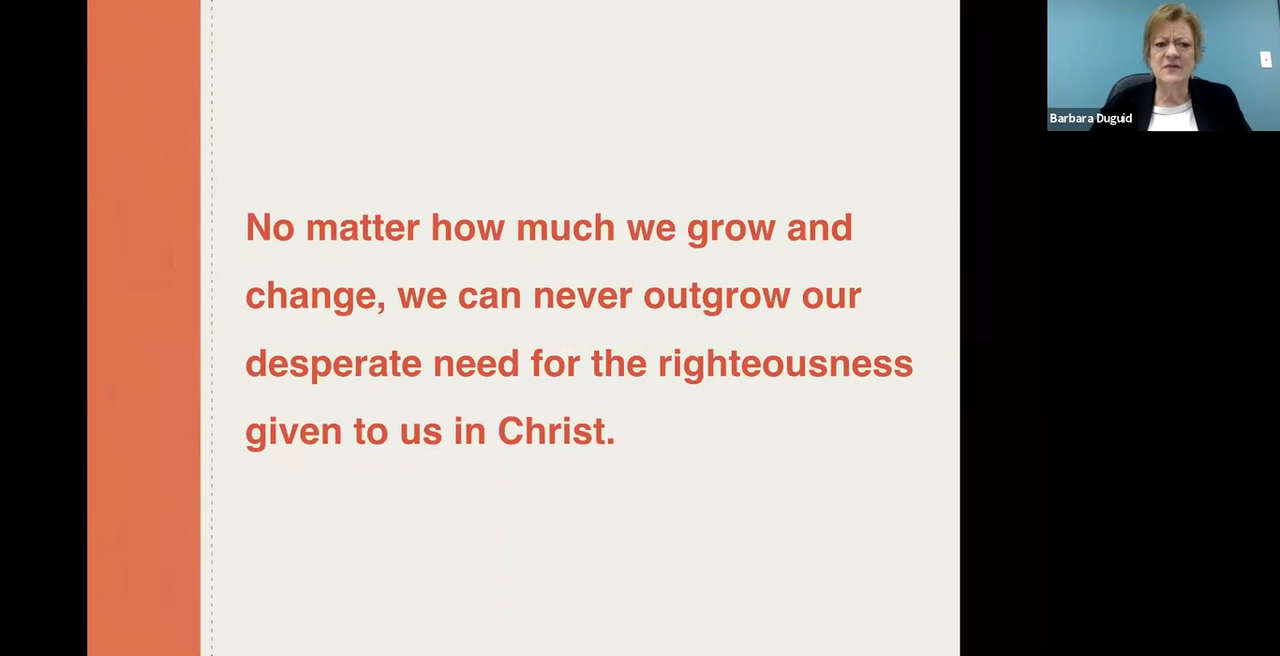 No matter how much we grow and
change, we can never outgrow our
desperate need for the righteousness
given to us in Christ.
Barbara Duguid